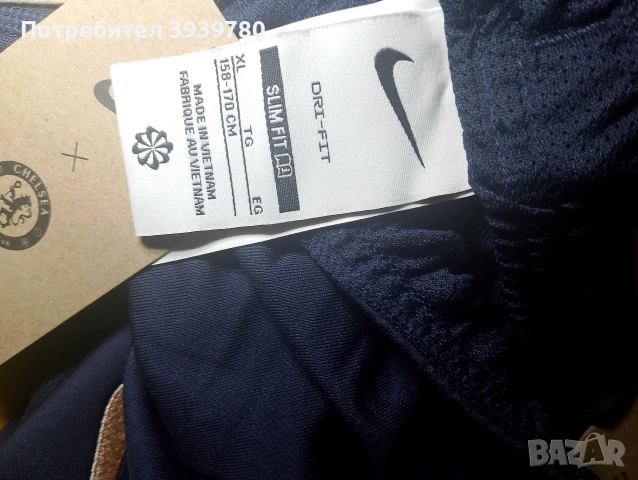 Потребител 3939780
DRI-FIT
SLIM FIT
XL TG EG
158-170 CM
MADE IN VIETNAM
FABRIQUE AU VIETNAM
+
CHELSEA
BAZAR